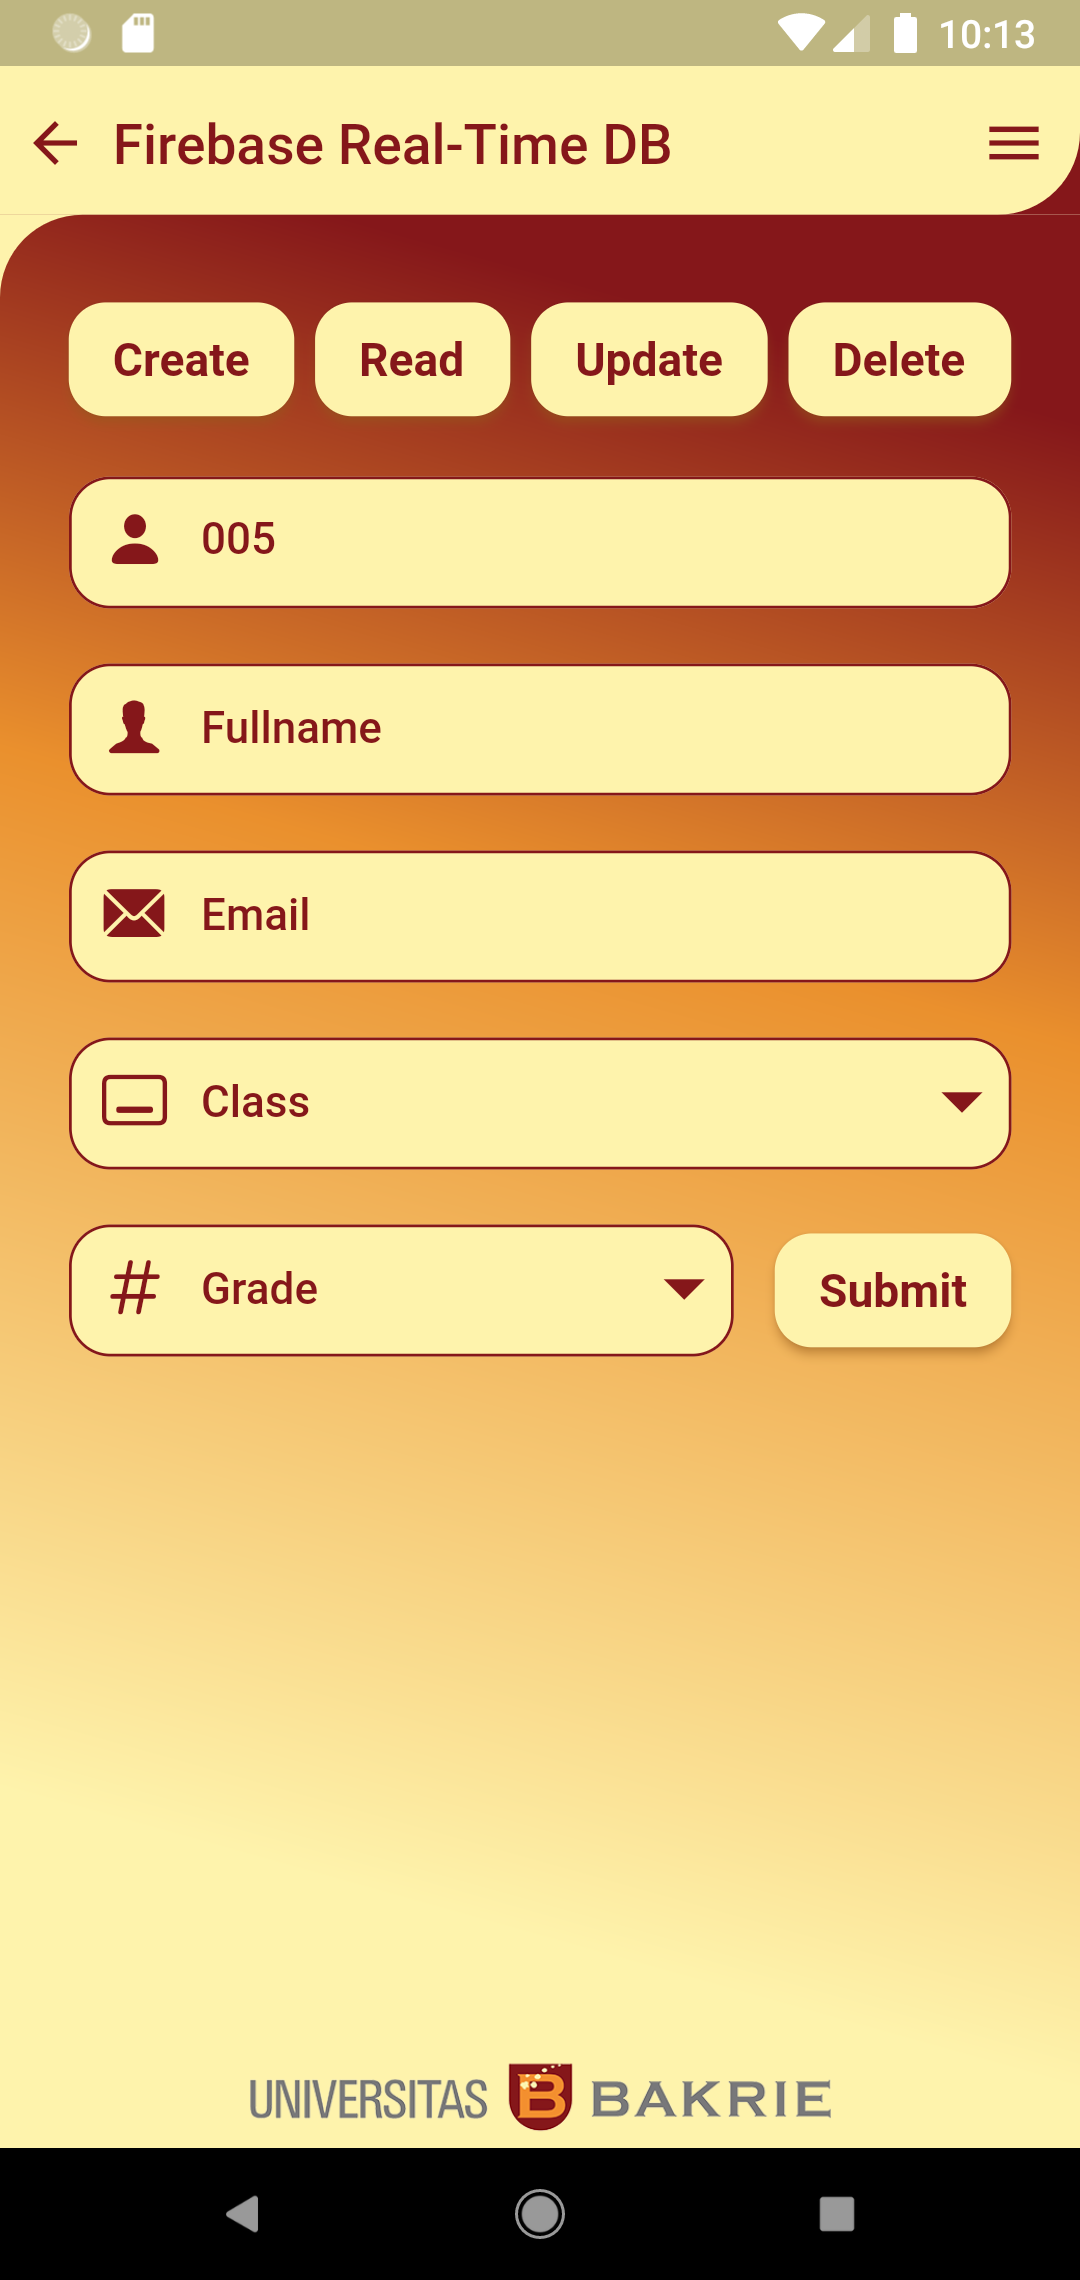 10:13
Firebase Real-Time DB
Create Read Update Delete
005
Fullname
Email
Class
Grade
Submit
UNIVERSITAS B BAKRIE